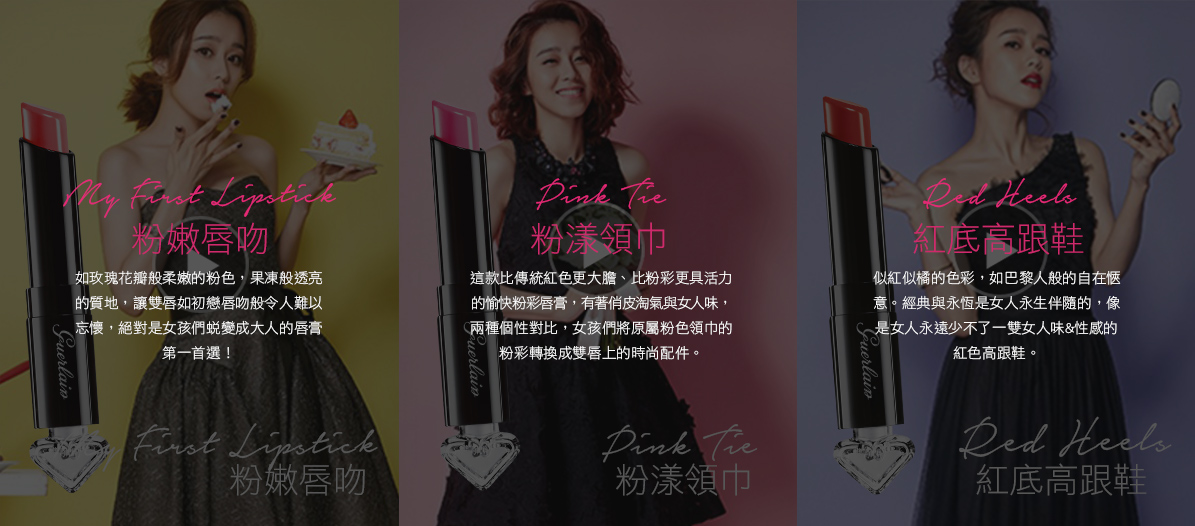 My First Lipstick
粉嫩唇吻
如玫瑰花瓣般柔嫩的粉色，果凍般透亮
的質地，讓雙唇如初戀唇吻般令人難以
忘懷，絕對是女孩們蛻變成大人的唇膏
第一首選！
Guerlain
My First Lipstick
粉嫩唇吻
Pink Tie
粉漾領巾
這款比傳統紅色更大膽、比粉彩更具活力
的愉快粉彩唇膏，有著俏皮淘氣與女人味，
兩種個性對比，女孩們將原屬粉色領巾的
粉彩轉換成雙唇上的時尚配件。
Guerlain
Pink Tie
粉漾領巾
Red Heels
紅底高跟鞋
似紅似橘的色彩，如巴黎人般的自在愜
意。經典與永恆是女人永生伴隨的，像
是女人永遠少不了一雙女人味&性感的
紅色高跟鞋。
Guerlain
Red Heels
紅底高跟鞋